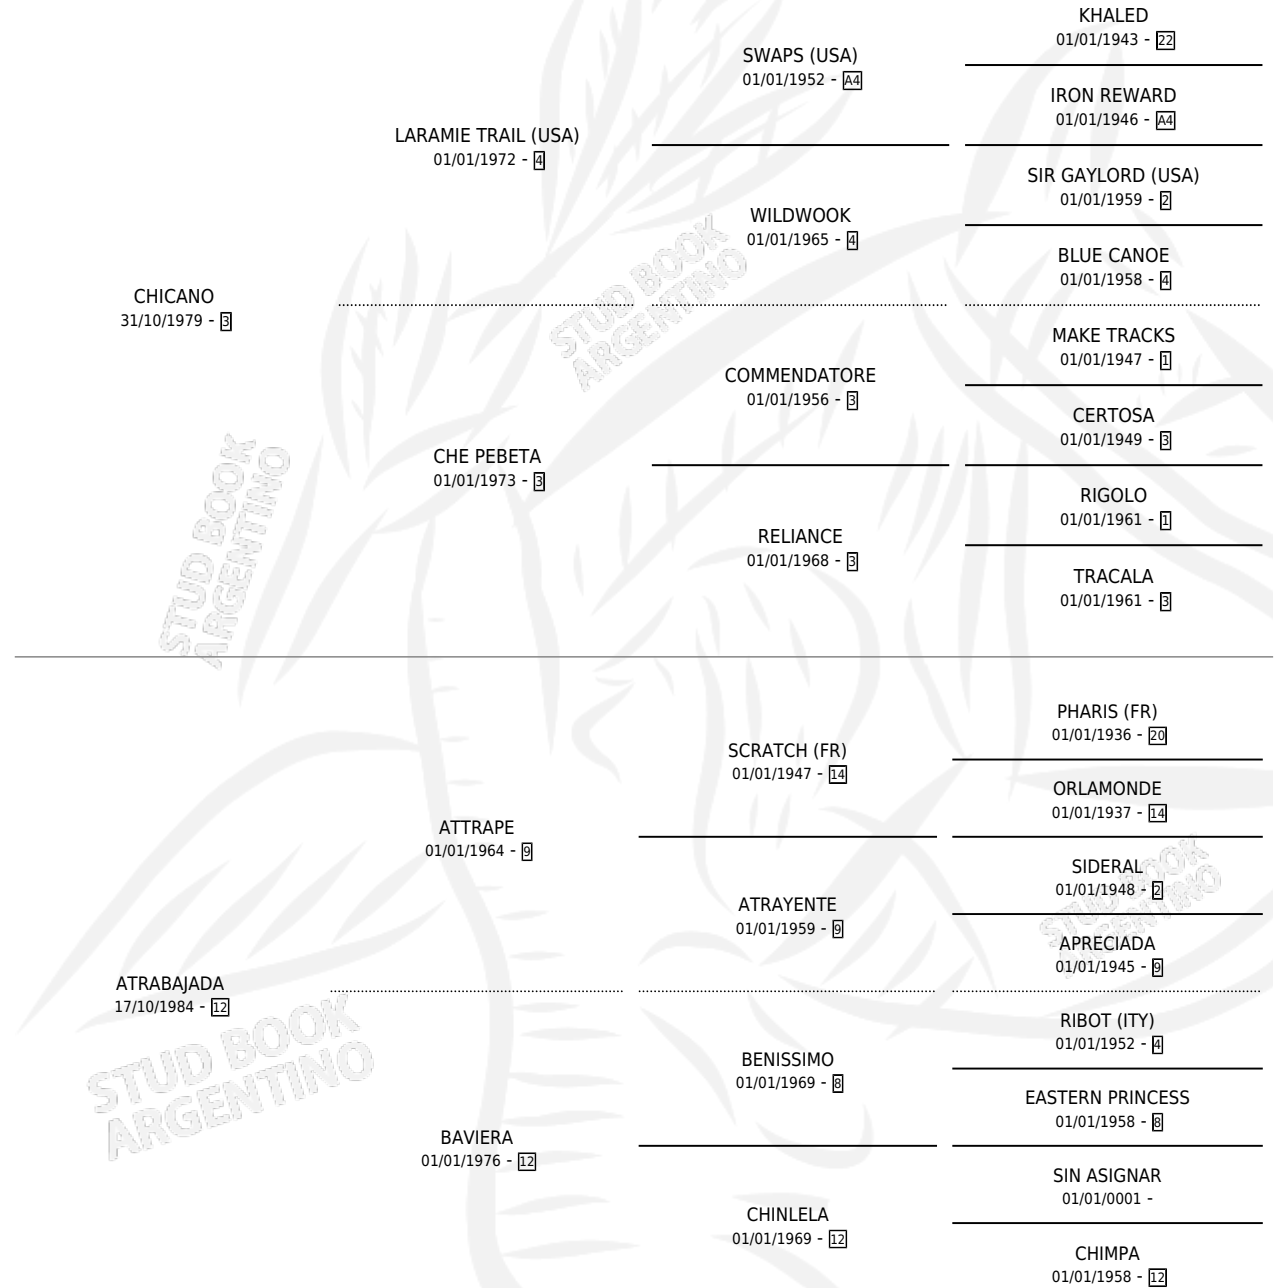 KHALED
01/01/1943 - 22
SWAPS (USA)
01/01/1952 - A4
IRON REWARD
01/01/1946 - A4
LARAMIE TRAIL (USA)
01/01/1972 - 4
SIR GAYLORD (USA)
01/01/1959 - 2
WILDWOOK
01/01/1965 - 4
BLUE CANOE
01/01/1958 - 4
CHICANO
31/10/1979 - 3
MAKE TRACKS
01/01/1947 - 1
COMMENDATORE
01/01/1956 - 3
CERTOSA
01/01/1949 - 3
CHE PEBETA
01/01/1973 - 3
RIGOLO
01/01/1961 - 1
RELIANCE
01/01/1968 - 3
TRACALA
01/01/1961 - 3
STUD BOOK
ARGENTINO
STUD BOOK
ARGENTINO
PHARIS (FR)
01/01/1936 - 20
SCRATCH (FR)
01/01/1947 - 14
ORLAMONDE
01/01/1937 - 14
ATTRAPE
01/01/1964 - 9
SIDERAL
01/01/1948 - 2
ATRAYENTE
01/01/1959 - 9
APRECIADA
01/01/1945 - 9
STUD BOOK
ARGENTINO
ATRABAJADA
17/10/1984 - 12
RIBOT (ITY)
01/01/1952 - 4
BENISSIMO
01/01/1969 - 8
EASTERN PRINCESS
01/01/1958 - 8
BAVIERA
01/01/1976 - 12
SIN ASIGNAR
01/01/0001 -
CHINLELA
01/01/1969 - 12
CHIMPA
01/01/1958 - 12
STUD BOOK
ARGENTINO